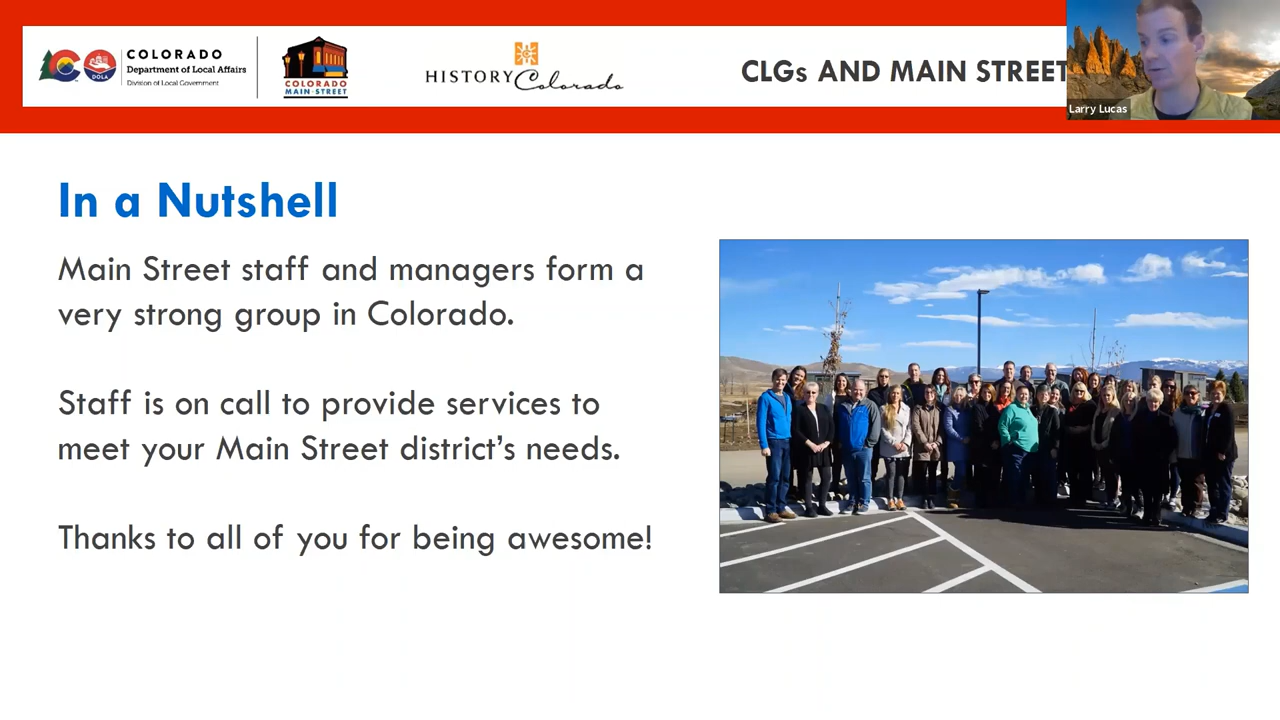 COLORADO
Department of Local Affairs
Division of Local Government
DOLA
COLORADO
MAIN STREET
HISTORY Colorado
CLGs AND MAIN STREET
Larry Lucas
In a Nutshell
Main Street staff and managers form a
very strong group in Colorado.
Staff is on call to provide services to
meet your Main Street district’s needs.
Thanks to all of you for being awesome!